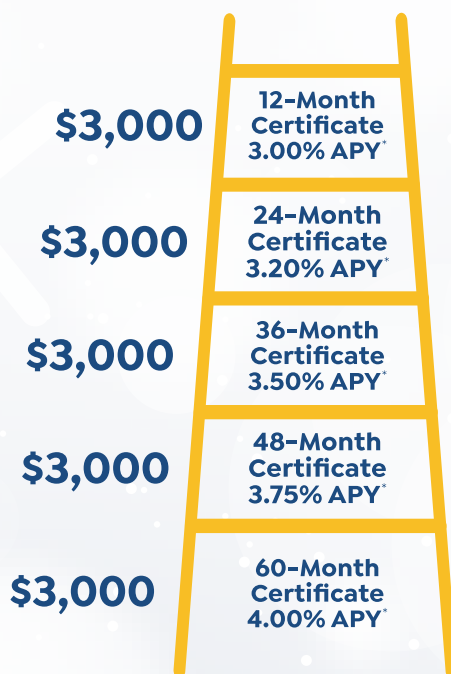 $3,000
12-Month
Certificate
3.00% APY*
$3,000
24-Month
Certificate
3.20% APY*
$3,000
36-Month
Certificate
3.50% APY*
$3,000
48-Month
Certificate
3.75% APY*
$3,000
60-Month
Certificate
4.00% APY*